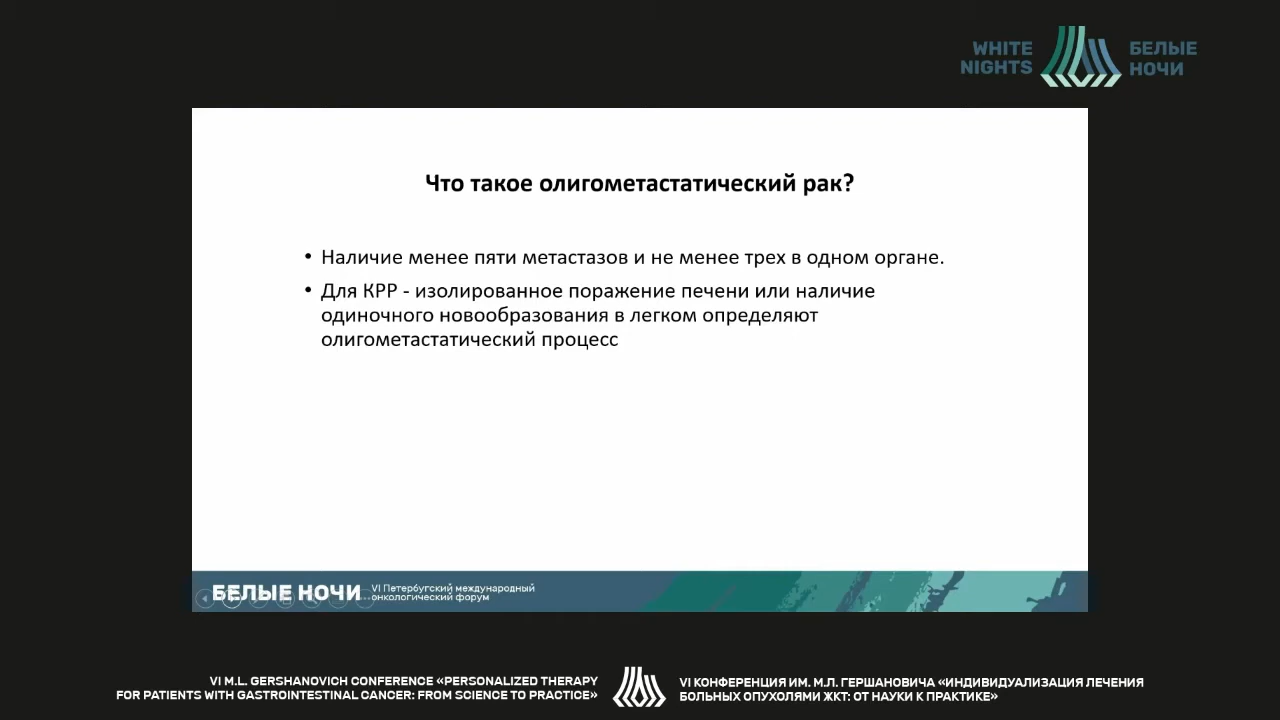 WHITE
NIGHTS
БЕЛЫЕ
НОЧИ
Что такое олигометастатический рак?
• Наличие менее пяти метастазов и не менее трех в одном органе.
• Для КРР - изолированное поражение печени или наличие
одиночного новообразования в легком определяют
олигометастатический процесс
БЕЛЫЕ НОЧИ
VI Петербургский международный
онкологический форум
VI M.L. GERSHANOVICH CONFERENCE «PERSONALIZED THERAPY
FOR PATIENTS WITH GASTROINTESTINAL CANCER: FROM SCIENCE TO PRACTICE»
VI КОНФЕРЕНЦИЯ ИМ. М.Л. ГЕРШАНОВИЧА «ИНДИВИДУАЛИЗАЦИЯ ЛЕЧЕНИЯ
БОЛЬНЫХ ОПУХОЛЯМИ ЖКТ: ОТ НАУКИ К ПРАКТИКЕ»